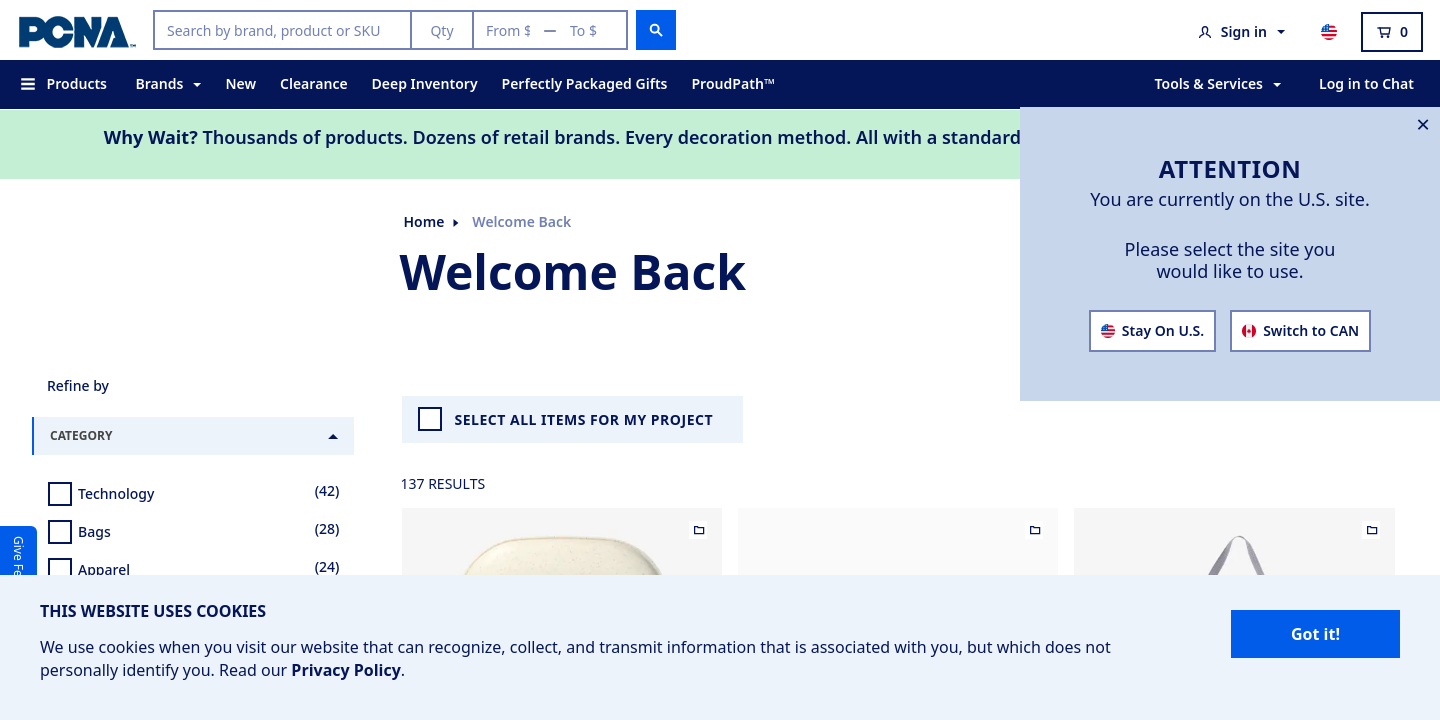 PCNA™
Search by brand, product or SKU
Qty
From $ — To $
Sign in
0
Products
Brands
New
Clearance
Deep Inventory
Perfectly Packaged Gifts
ProudPath™
Tools & Services
Log in to Chat
Why Wait? Thousands of products. Dozens of retail brands. Every decoration method. All with a standard
ATTENTION
You are currently on the U.S. site.
Please select the site you
would like to use.
Stay On U.S.
Switch to CAN
Home
Welcome Back
Welcome Back
Refine by
CATEGORY
Technology (42)
Bags (28)
Apparel (24)
SELECT ALL ITEMS FOR MY PROJECT
137 RESULTS
Give
THIS WEBSITE USES COOKIES
We use cookies when you visit our website that can recognize, collect, and transmit information that is associated with you, but which does not
personally identify you. Read our Privacy Policy.
Got it!